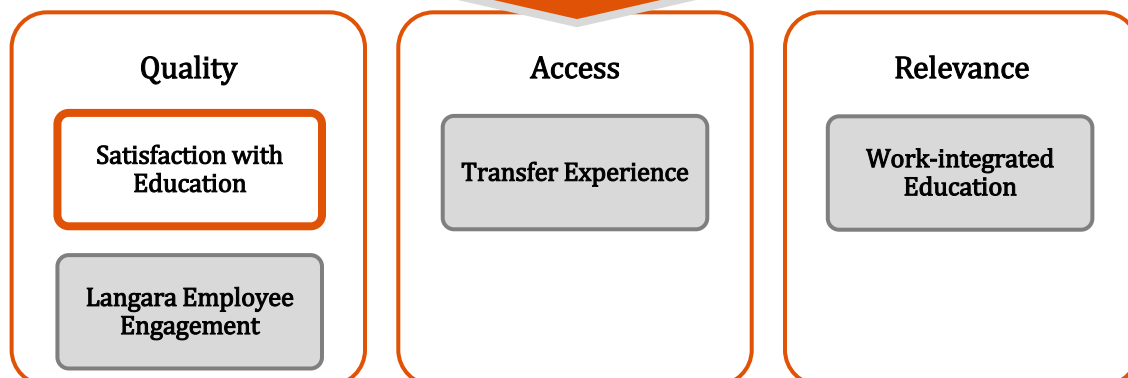 Quality
Satisfaction with
Education
Langara Employee
Engagement
Access
Transfer Experience
Relevance
Work-integrated
Education